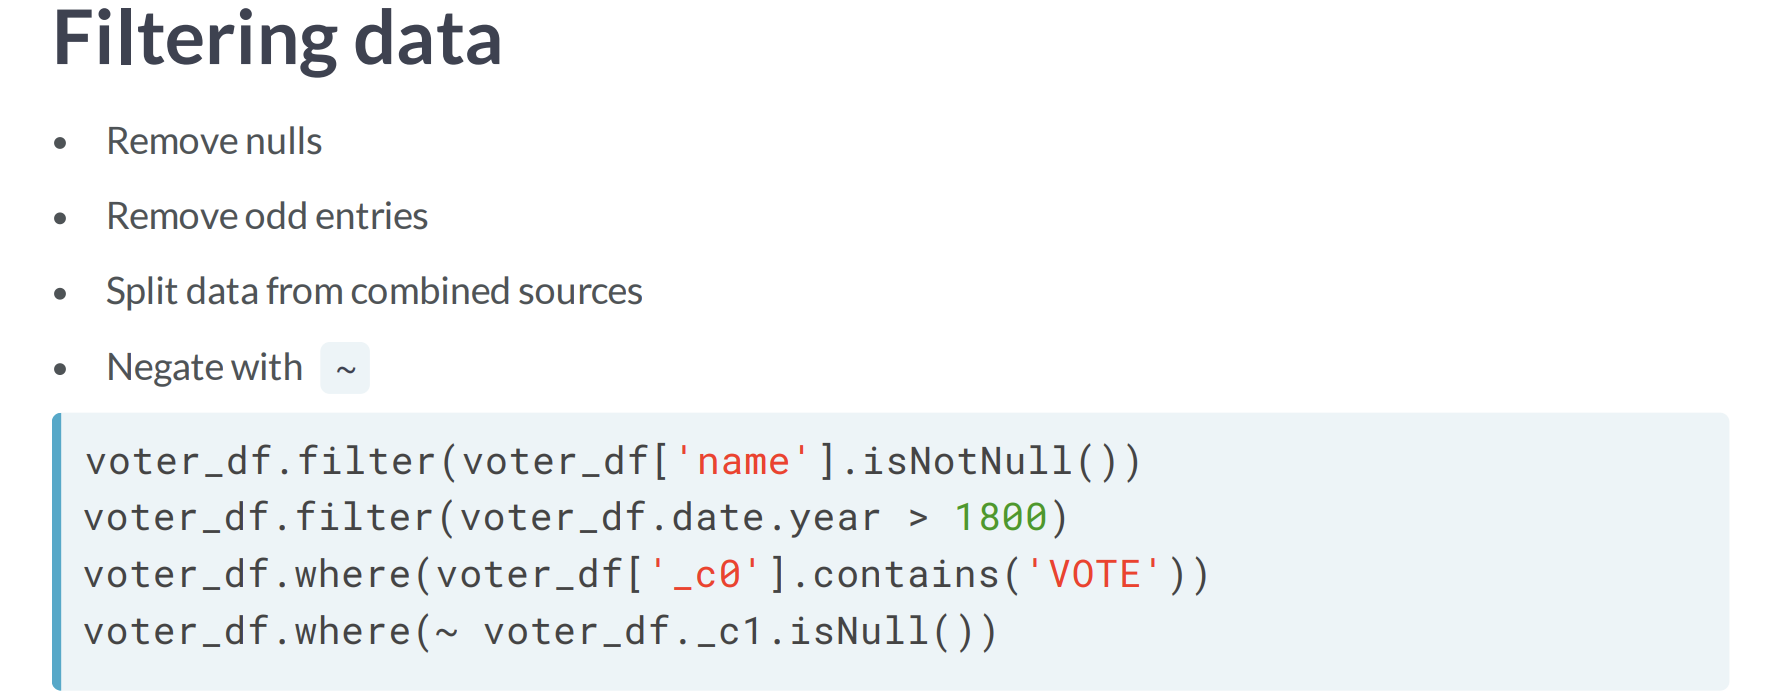 Filtering data
• Remove nulls
• Remove odd entries
• Split data from combined sources
• Negate with ~
voter_df.filter(voter_df['name'].isNotNull())
voter_df.filter(voter_df.date.year > 1800)
voter_df.where(voter_df['_c0'].contains('VOTE'))
voter_df.where(~ voter_df._c1.isNull())